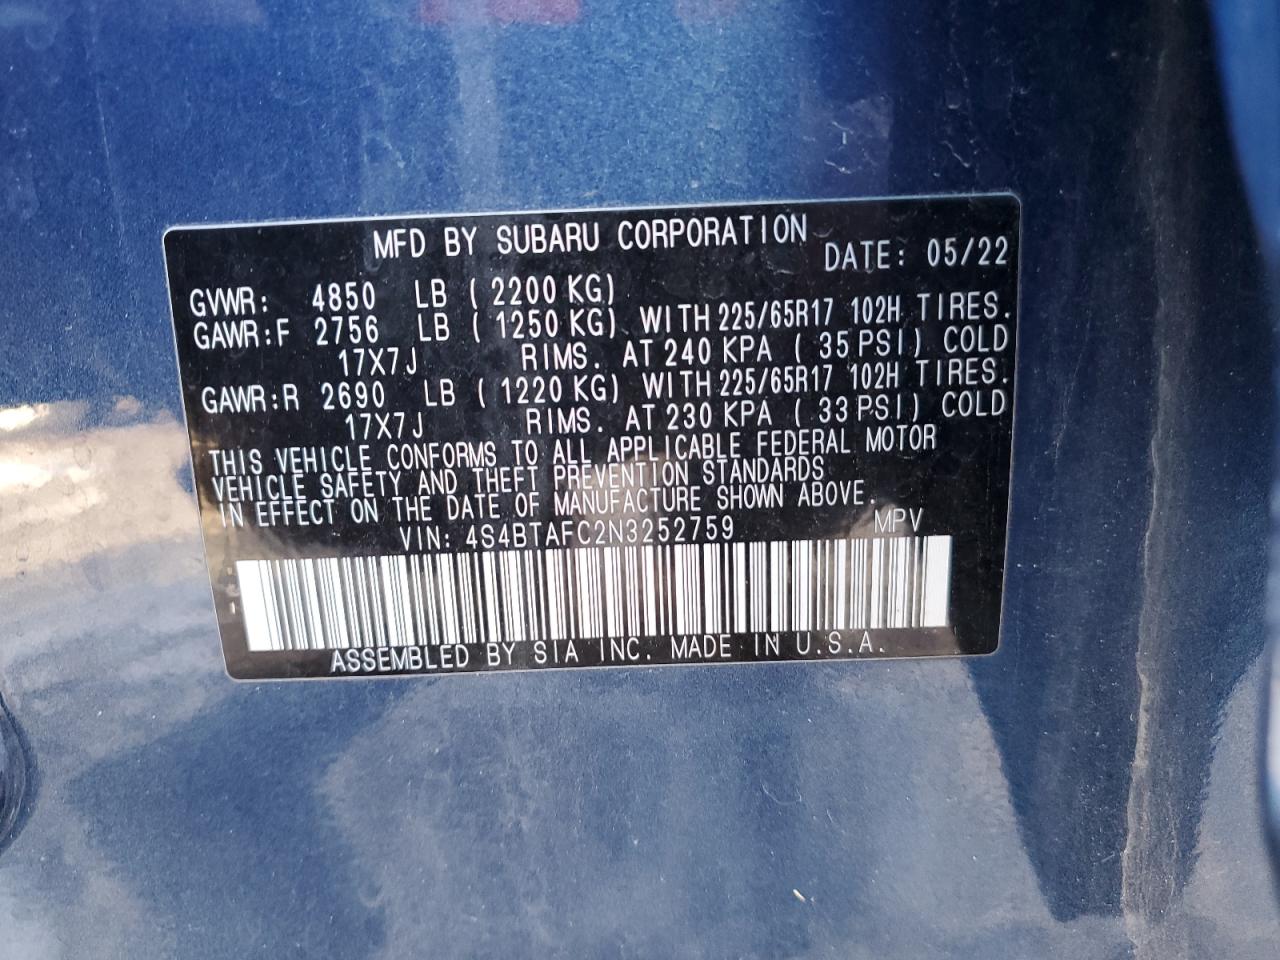 MFD BY SUBARU CORPORATION DATE: 05/22
GVWR: 4850 LB (2200 KG)
GAWR:F 2756 LB (1250 KG) WITH 225/65R17 102H TIRES.
17X7J RIMS. AT 240 KPA (35 PSI) COLD
GAWR:R 2690 LB (1220 KG) WITH 225/65R17 102H TIRES.
17X7J RIMS. AT 230 KPA (33 PSI) COLD
THIS VEHICLE CONFORMS TO ALL APPLICABLE FEDERAL MOTOR
VEHICLE SAFETY AND THEFT PREVENTION STANDARDS
IN EFFECT ON THE DATE OF MANUFACTURE SHOWN ABOVE.
VIN: 4S4BTAFC2N3252759 MPV
ASSEMBLED BY SIA INC. MADE IN U.S.A.